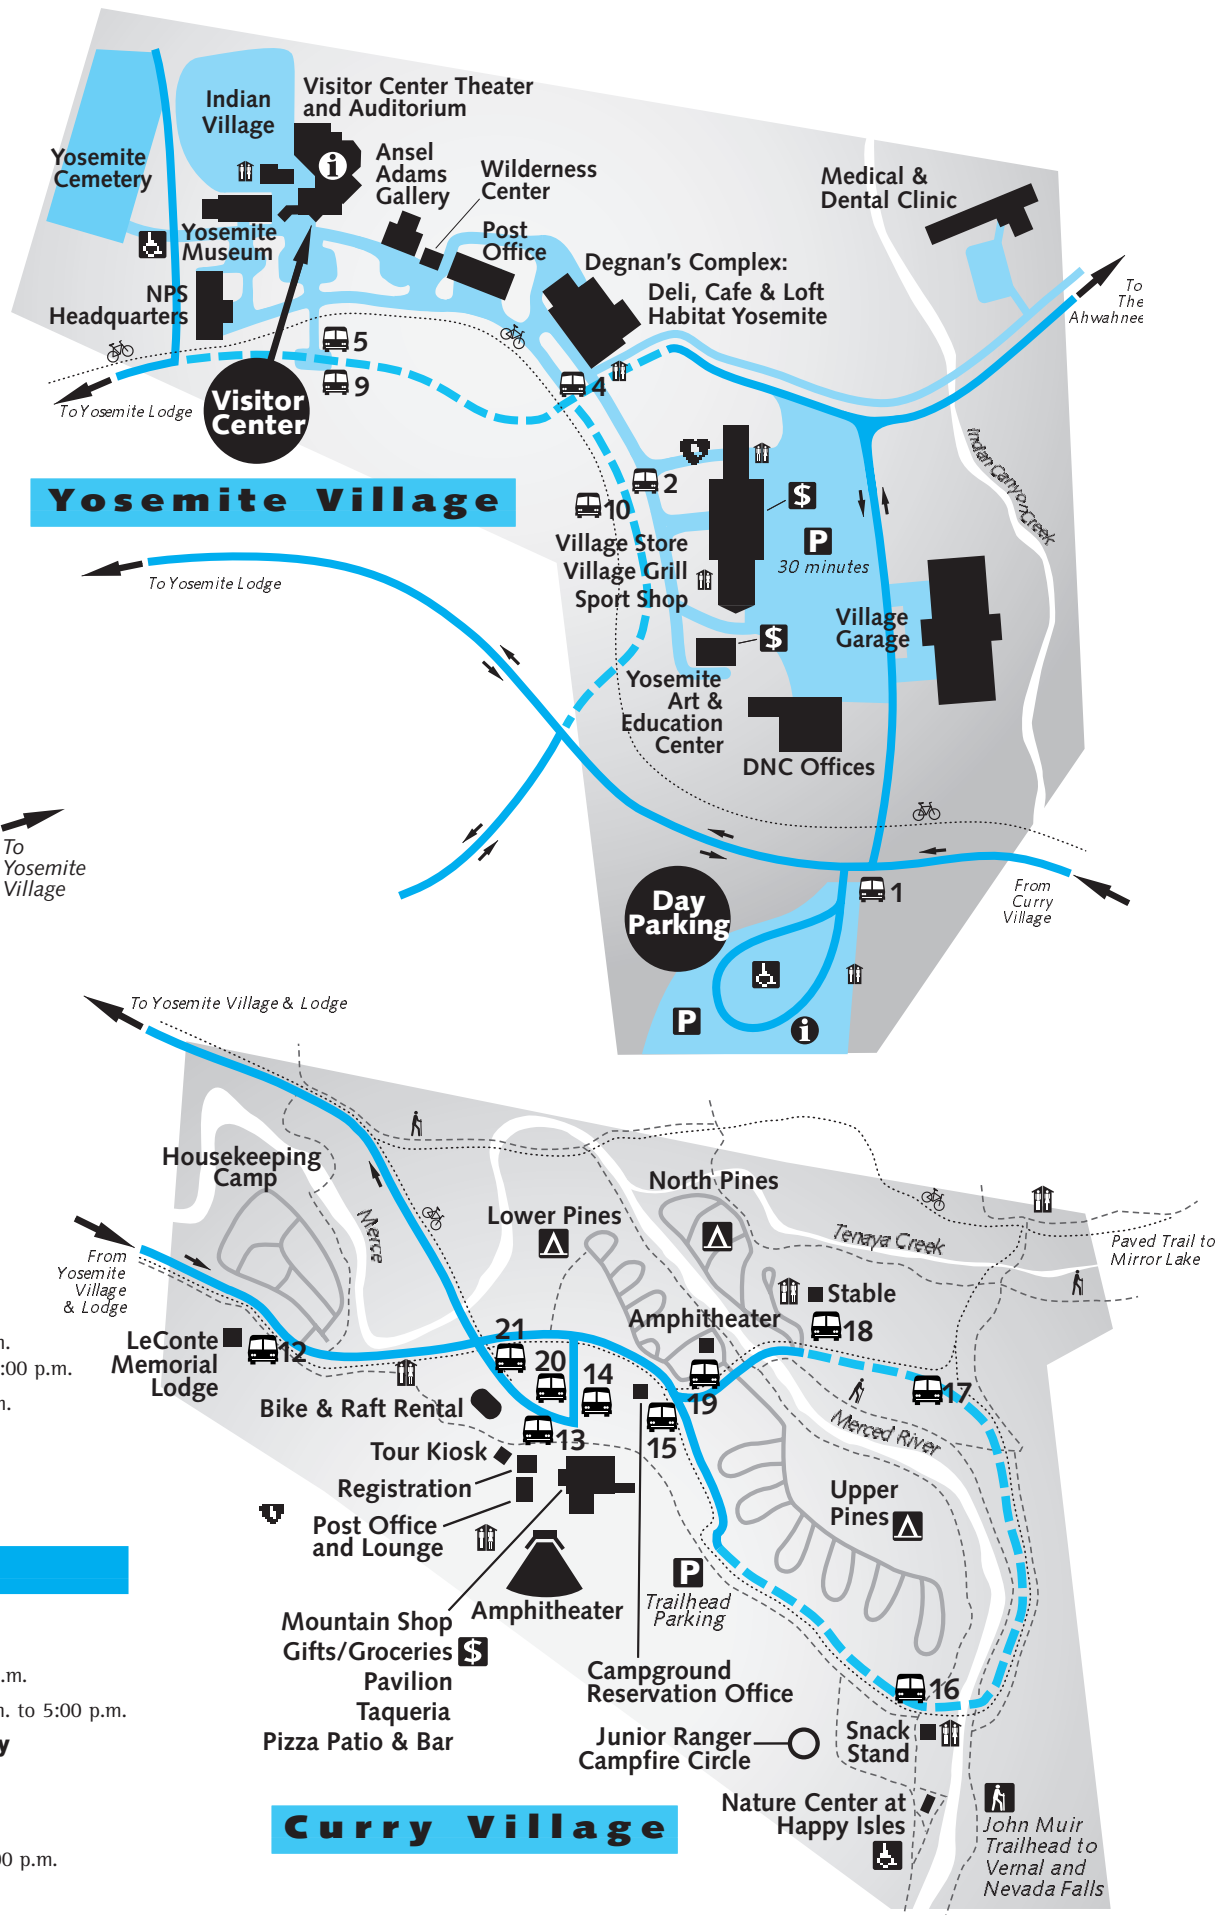 Visitor Center Theater
and Auditorium
Indian
Village
Ansel
Adams
Gallery
Wilderness
Center
Yosemite
Cemetery
Medical &
Dental Clinic
Post
Office
Yosemite
Museum
Degnan's Complex:
Deli, Cafe & Loft
Habitat Yosemite
NPS
Headquarters
To
The
Ahwahnee
5
9
4
To Yosemite Lodge
Visitor
Center
Indian Canyon Creek
Yosemite Village
2
10
$
P
30 minutes
Village Store
Village Grill
Sport Shop
To Yosemite Lodge
Village
Garage
$
Yosemite
Art &
Education
Center
DNC Offices
To
Yosemite
Village
From
Curry
Village
1
Day
Parking
P
To Yosemite Village & Lodge
Housekeeping
Camp
North Pines
Lower Pines
Merce
Tenaya Creek
Paved Trail to
Mirror Lake
From
Yosemite
Village
& Lodge
Stable
Amphitheater
18
LeConte
Memorial
Lodge
12
21
20
14
19
17
:00 p.m.
Bike & Raft Rental
13
15
Merced River
Tour Kiosk
Registration
Post Office
and Lounge
Upper
Pines
P
Trailhead
Parking
Amphitheater
Mountain Shop
Gifts/Groceries
$
Pavilion
Taqueria
Pizza Patio & Bar
Campground
Reservation Office
16
Junior Ranger
Campfire Circle
Snack
Stand
.m.
m. to 5:00 p.m.
y
Nature Center at
Happy Isles
John Muir
Trailhead to
Vernal and
Nevada Falls
Curry Village
00 p.m.